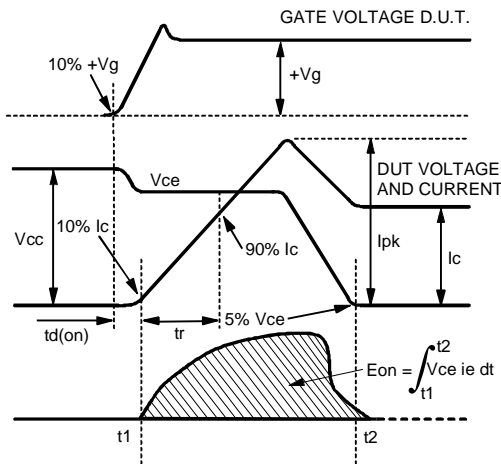 GATE VOLTAGE D.U.T.
10% +Vg
+Vg
Vce
DUT VOLTAGE
AND CURRENT
10% Ic
Vcc
90% Ic
Ipk
Ic
td(on)
tr
5% Vce
Eon = ∫ Vce ie dt
t2
t1
t1
t2